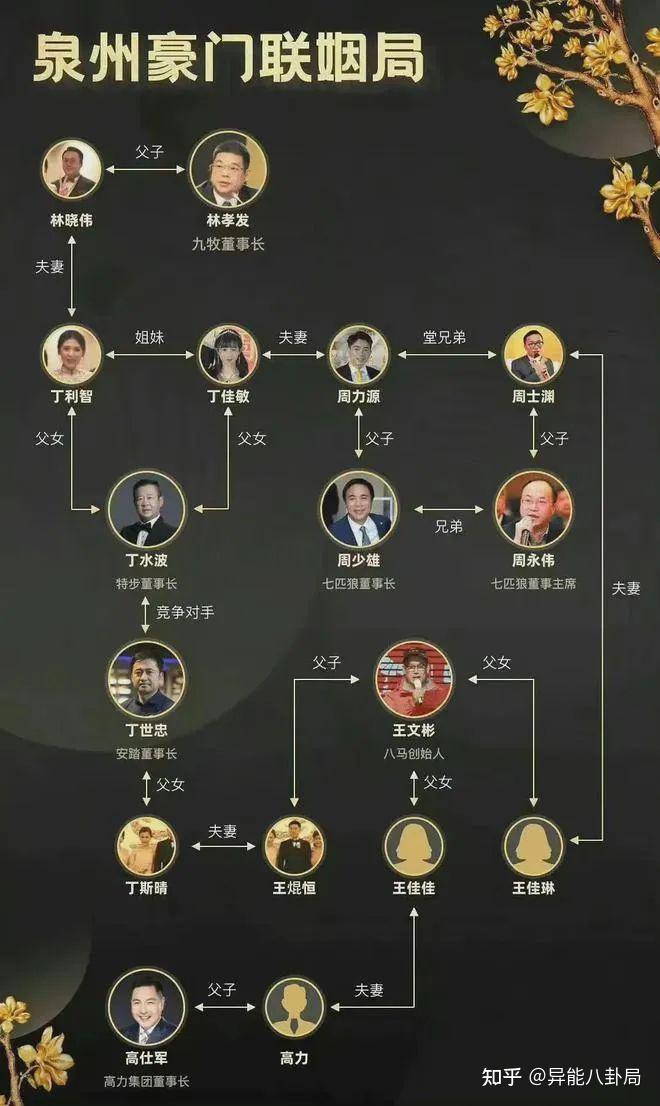 泉州豪门联姻局
父子
林晓伟
林孝发
九牧董事长
夫妻
姐妹
夫妻
堂兄弟
丁利智
丁佳敏
周力源
周士渊
父女
父女
父子
父子
丁水波
特步董事长
周少雄
七匹狼董事长
兄弟
周永伟
七匹狼董事主席
夫妻
竞争对手
父子
父女
丁世忠
安踏董事长
王文彬
八马创始人
父女
父女
夫妻
丁斯晴
王焜恒
王佳佳
王佳琳
父子
夫妻
高仕军
高力集团董事长
高力
知乎 @异能八卦局